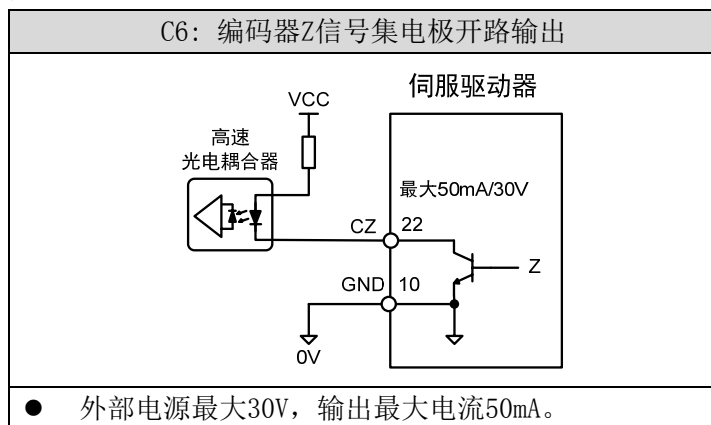 C6: 编码器Z信号集电极开路输出
伺服驱动器
VCC
高速
光电耦合器
最大50mA/30V
CZ
22
Z
GND
10
0V
● 外部电源最大30V，输出最大电流50mA。